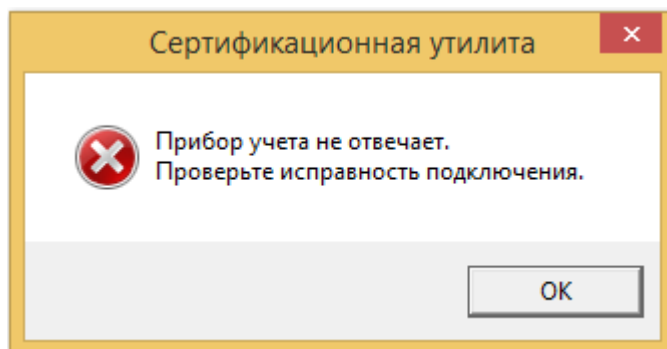 Сертификационная утилита
Прибор учета не отвечает.
Проверьте исправность подключения.
OK